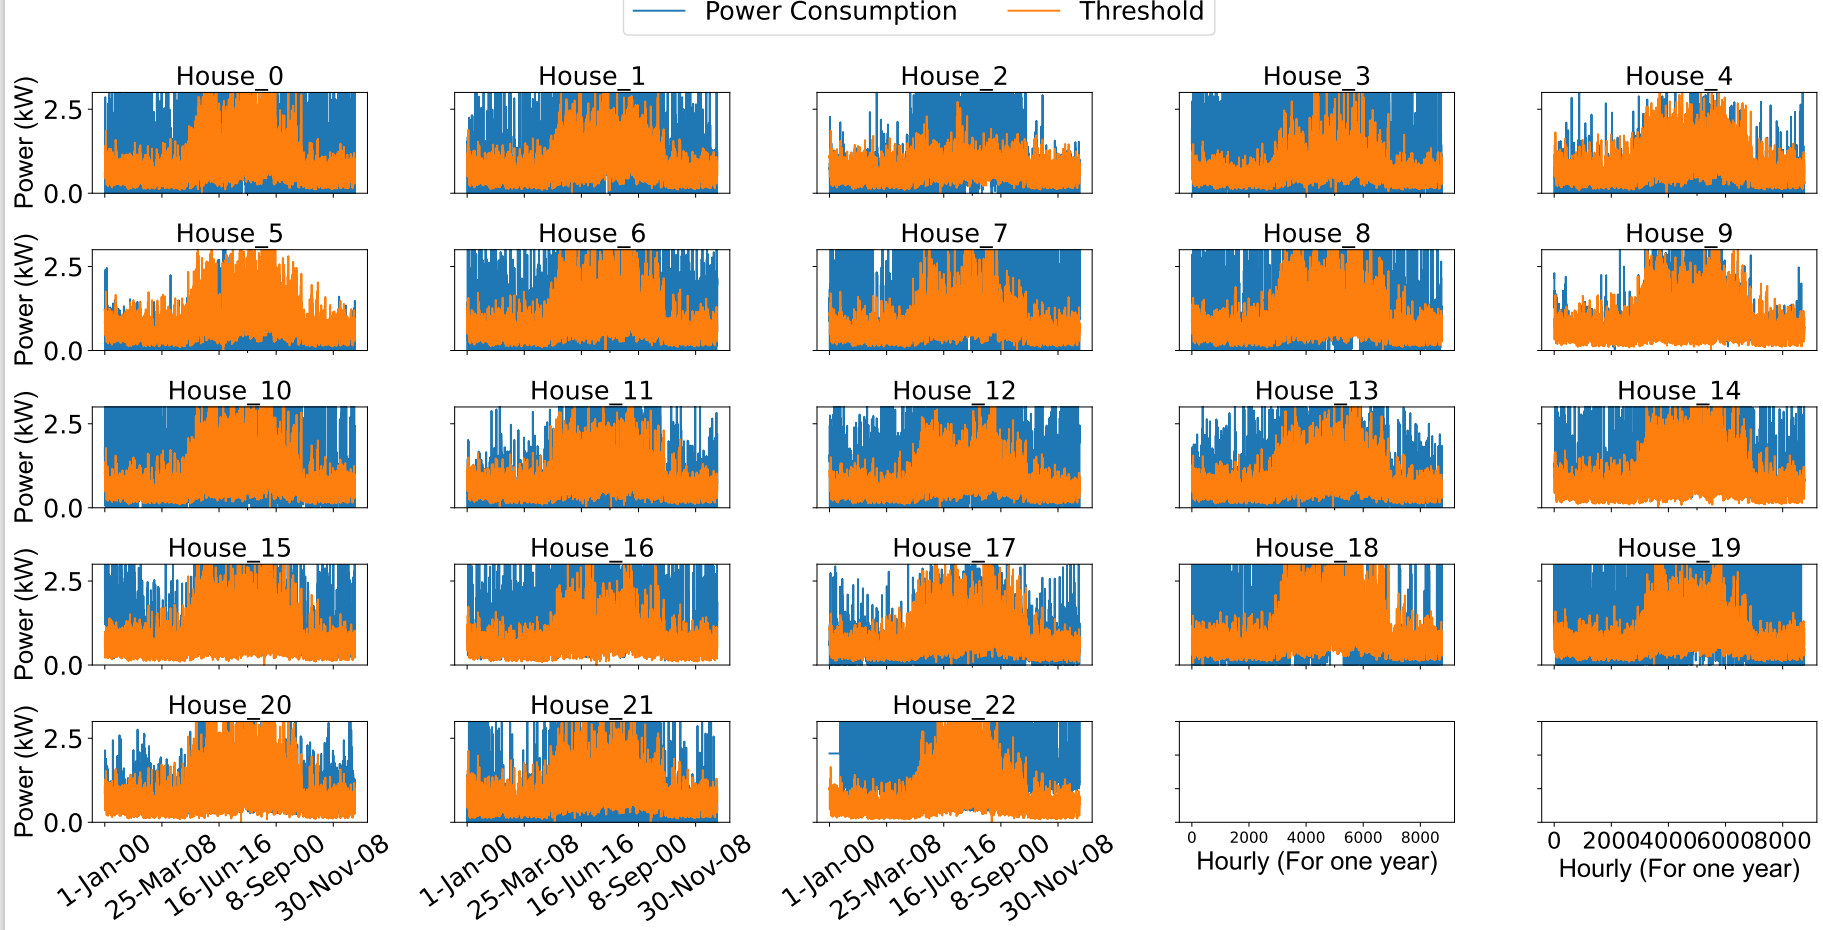 Power Consumption Threshold
House_0 House_1 House_2 House_3 House_4
Power (kW) 2.5 0.0
House_5 House_6 House_7 House_8 House_9
Power (kW) 2.5 0.0
House_10 House_11 House_12 House_13 House_14
Power (kW) 2.5 0.0
House_15 House_16 House_17 House_18 House_19
Power (kW) 2.5 0.0
House_20 House_21 House_22
Power (kW) 2.5 0.0
1-Jan-00 25-Mar-08 16-Jun-16 8-Sep-00 30-Nov-08
1-Jan-00 25-Mar-08 16-Jun-16 8-Sep-00 30-Nov-08
1-Jan-00 25-Mar-08 16-Jun-16 8-Sep-00 30-Nov-08
0 2000 4000 6000 8000
Hourly (For one year)
0 2000 4000 6000 8000
Hourly (For one year)